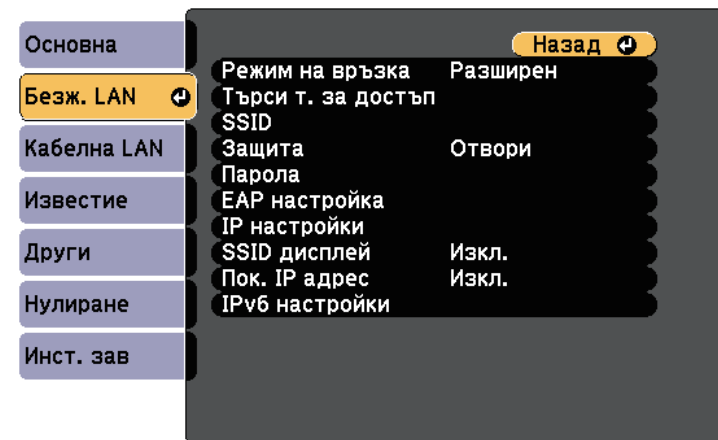 Основна
Безж. LAN
Кабелна LAN
Известие
Други
Нулиране
Инст. зав
Назад
Режим на връзка Разширен
Търси т. за достъп
SSID
Защита Отвори
Парола
EAP настройка
IP настройки
SSID дисплей Изкл.
Пок. IP адрес Изкл.
IPv6 настройки